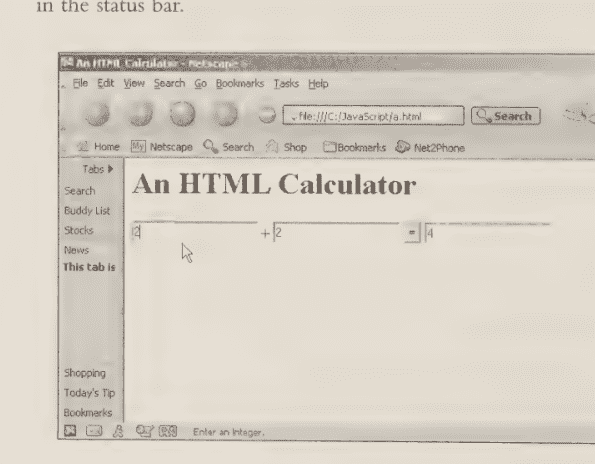 in the status bar.
An HTML Calculator - Netscape 6
File Edit View Search Go Bookmarks Tasks Help
file:///C:/JavaScript/a.html Search
Home My Netscape Search Shop Bookmarks Net2Phone
Tabs
Search
Buddy List
Stocks
News
This tab is
Shopping
Today's Tip
Bookmarks
An HTML Calculator
2 + 2 = 4
Enter an integer.